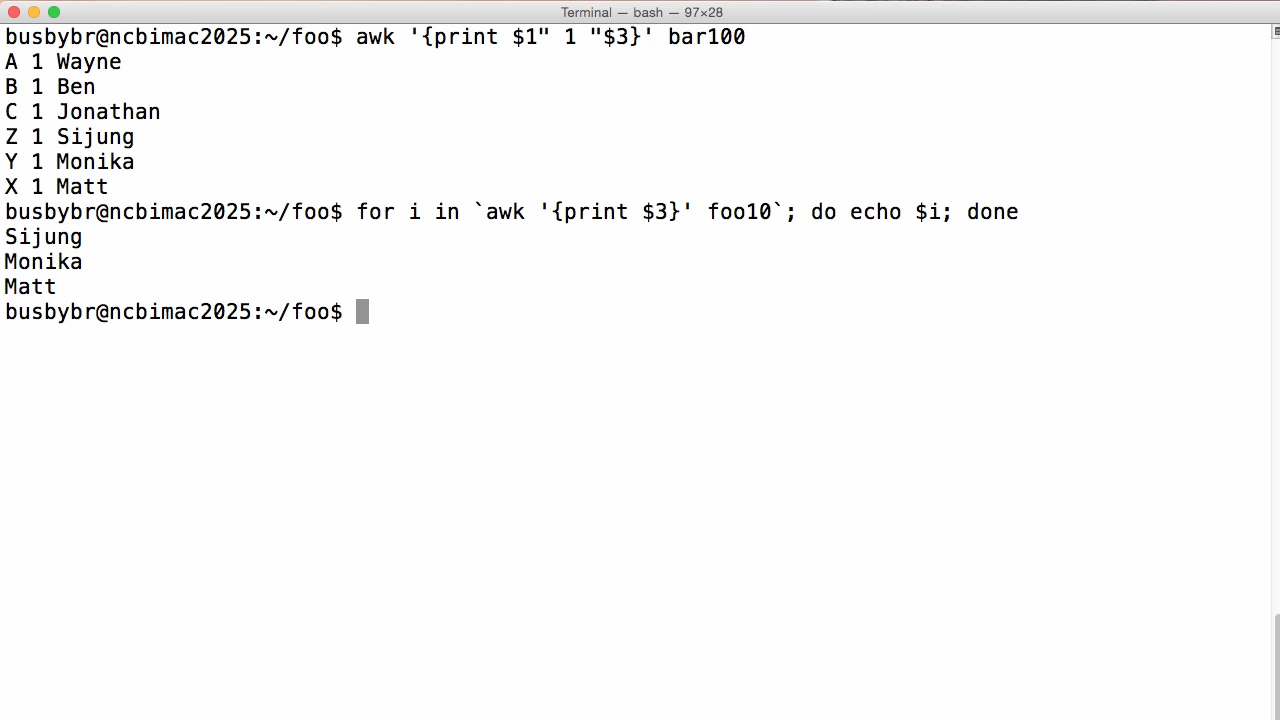 Terminal — bash — 97×28
busbybr@ncbimac2025:~/foo$ awk '{print $1" 1 "$3}' bar100
A 1 Wayne
B 1 Ben
C 1 Jonathan
Z 1 Sijung
Y 1 Monika
X 1 Matt
busbybr@ncbimac2025:~/foo$ for i in `awk '{print $3}' foo10`; do echo $i; done
Sijung
Monika
Matt
busbybr@ncbimac2025:~/foo$